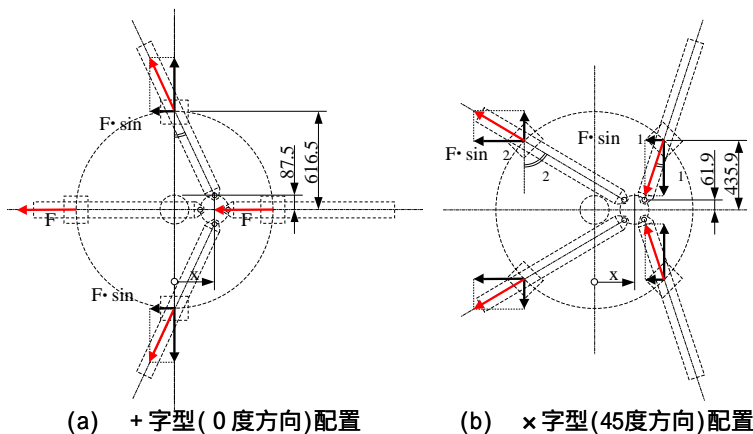 F•sin
87.5
616.5
F
F
x
F•sin
F•sin
F•sin
2
2
1
1
61.9
435.9
x
(a) +字型(0度方向)配置
(b) ×字型(45度方向)配置